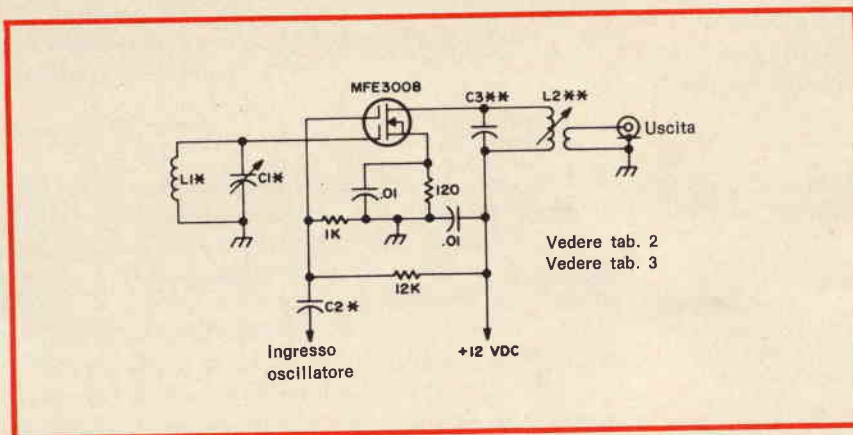 MFE3008
C3**
L2**
Uscita
L1*
C1*
.01
120
1K
.01
Vedere tab. 2
Vedere tab. 3
12K
C2*
Ingresso
oscillatore
+12 VDC